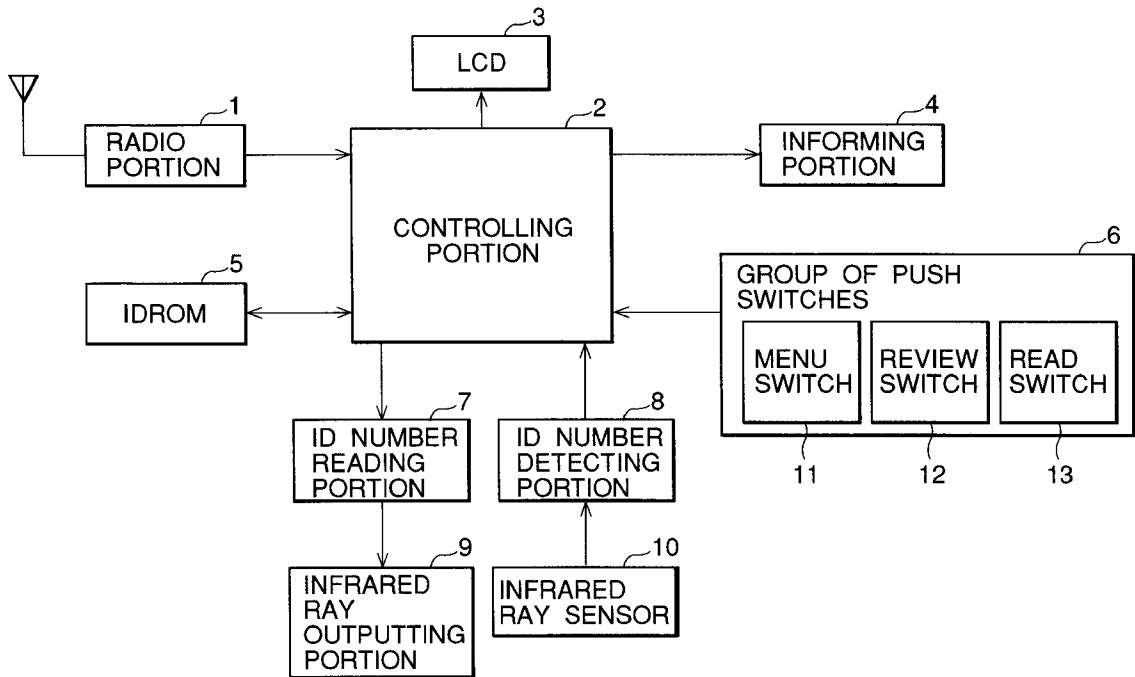 3
LCD
1
RADIO
PORTION
2
CONTROLLING
PORTION
4
INFORMING
PORTION
5
IDROM
6
GROUP OF PUSH
SWITCHES
MENU
SWITCH
REVIEW
SWITCH
READ
SWITCH
11
12
13
7
ID NUMBER
READING
PORTION
8
ID NUMBER
DETECTING
PORTION
9
INFRARED
RAY
OUTPUTTING
PORTION
10
INFRARED
RAY SENSOR